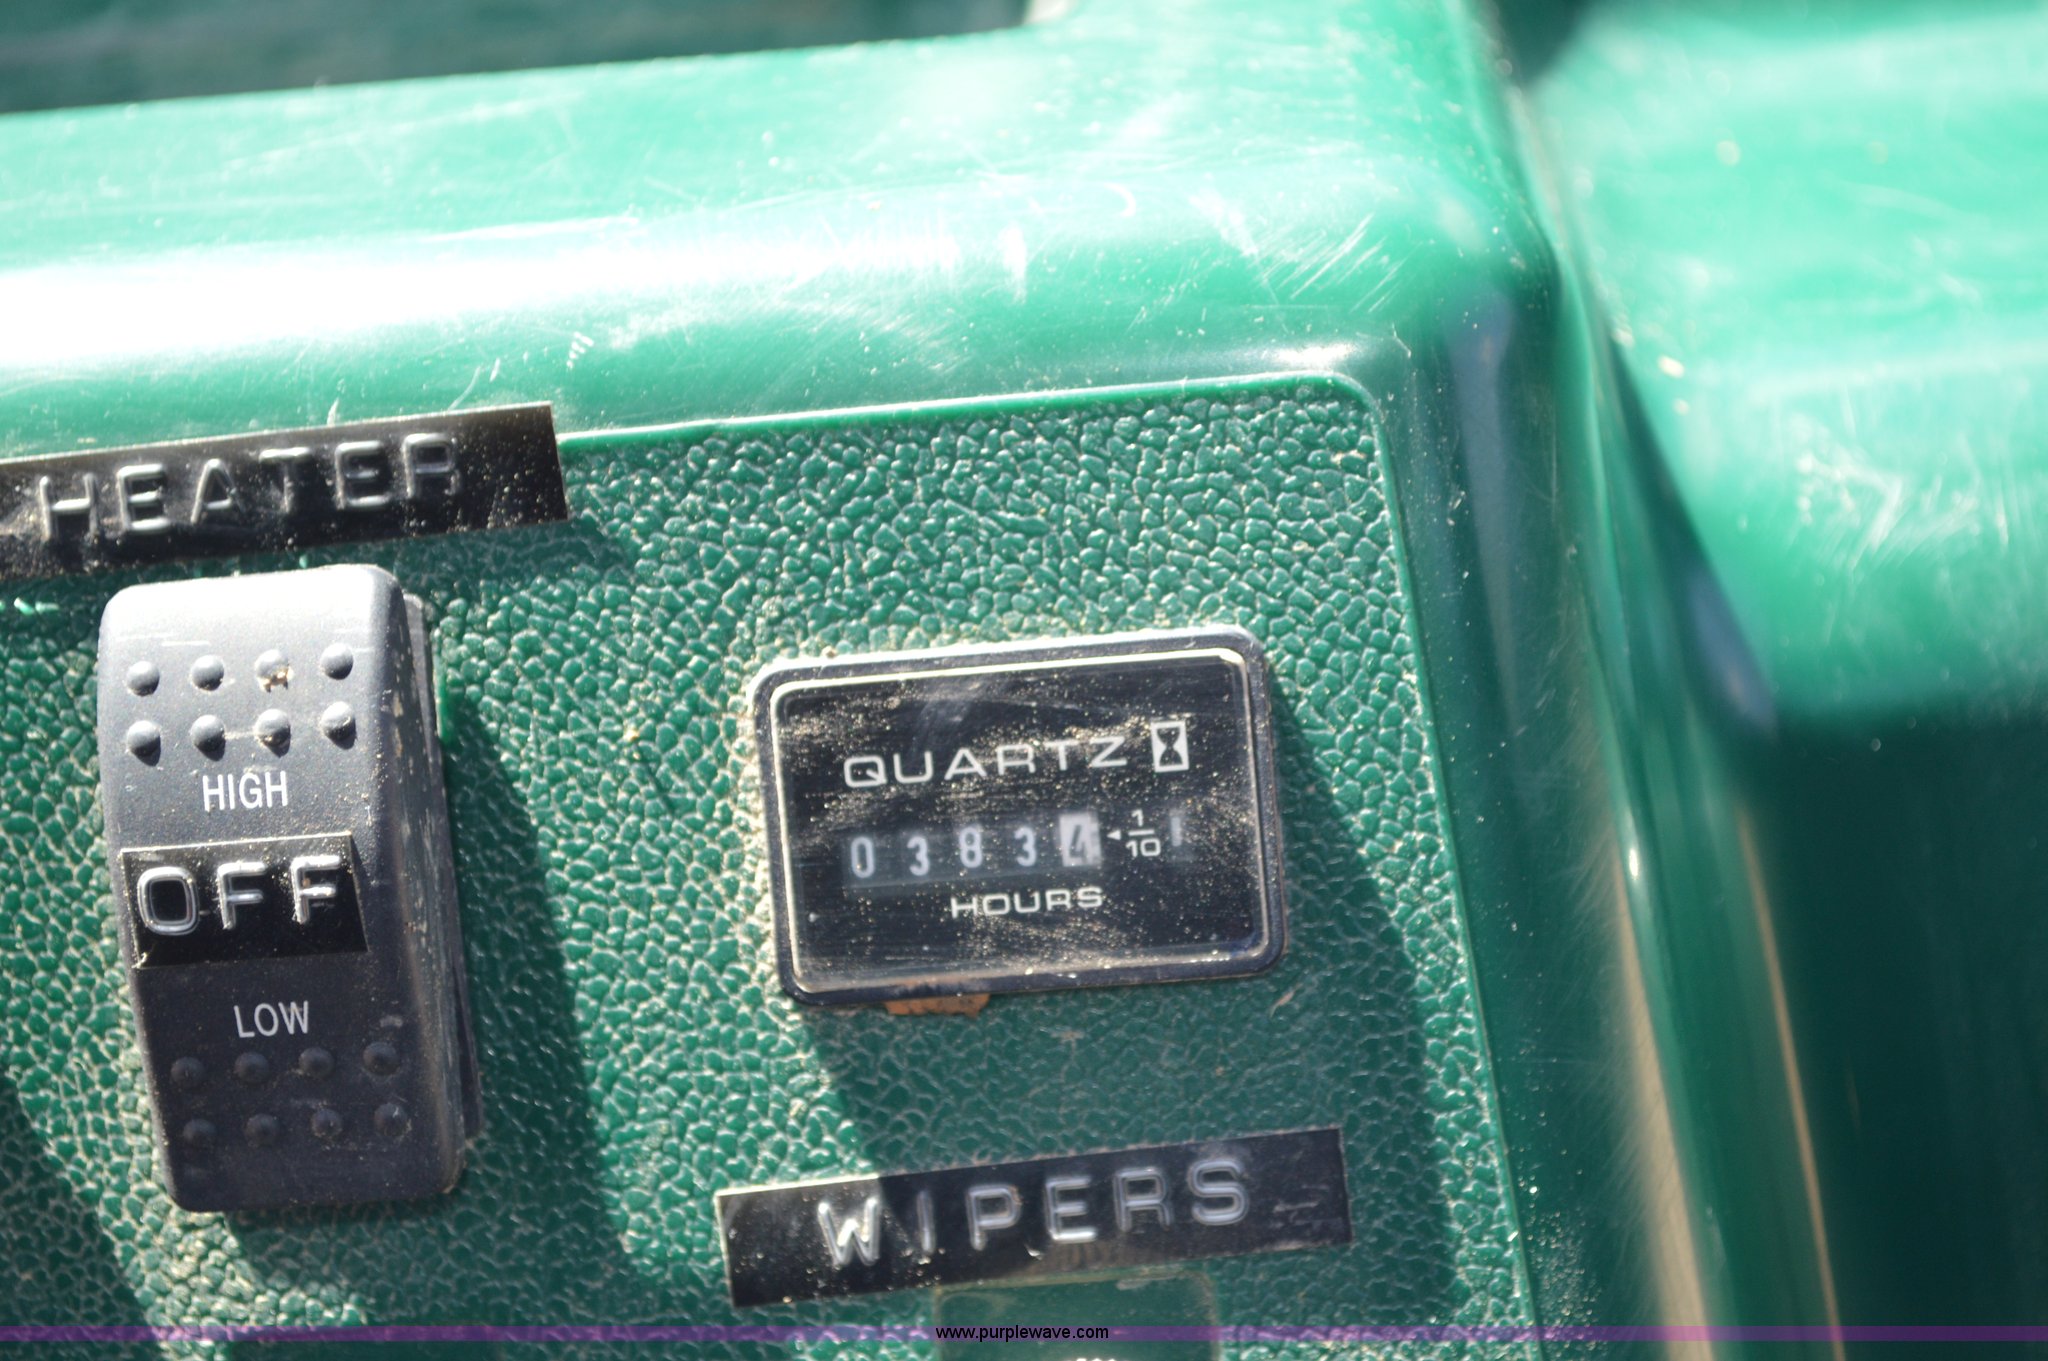 HEATER
HIGH
OFF
LOW
QUARTZ
03834 1/10
HOURS
WIPERS
www.purplewave.com